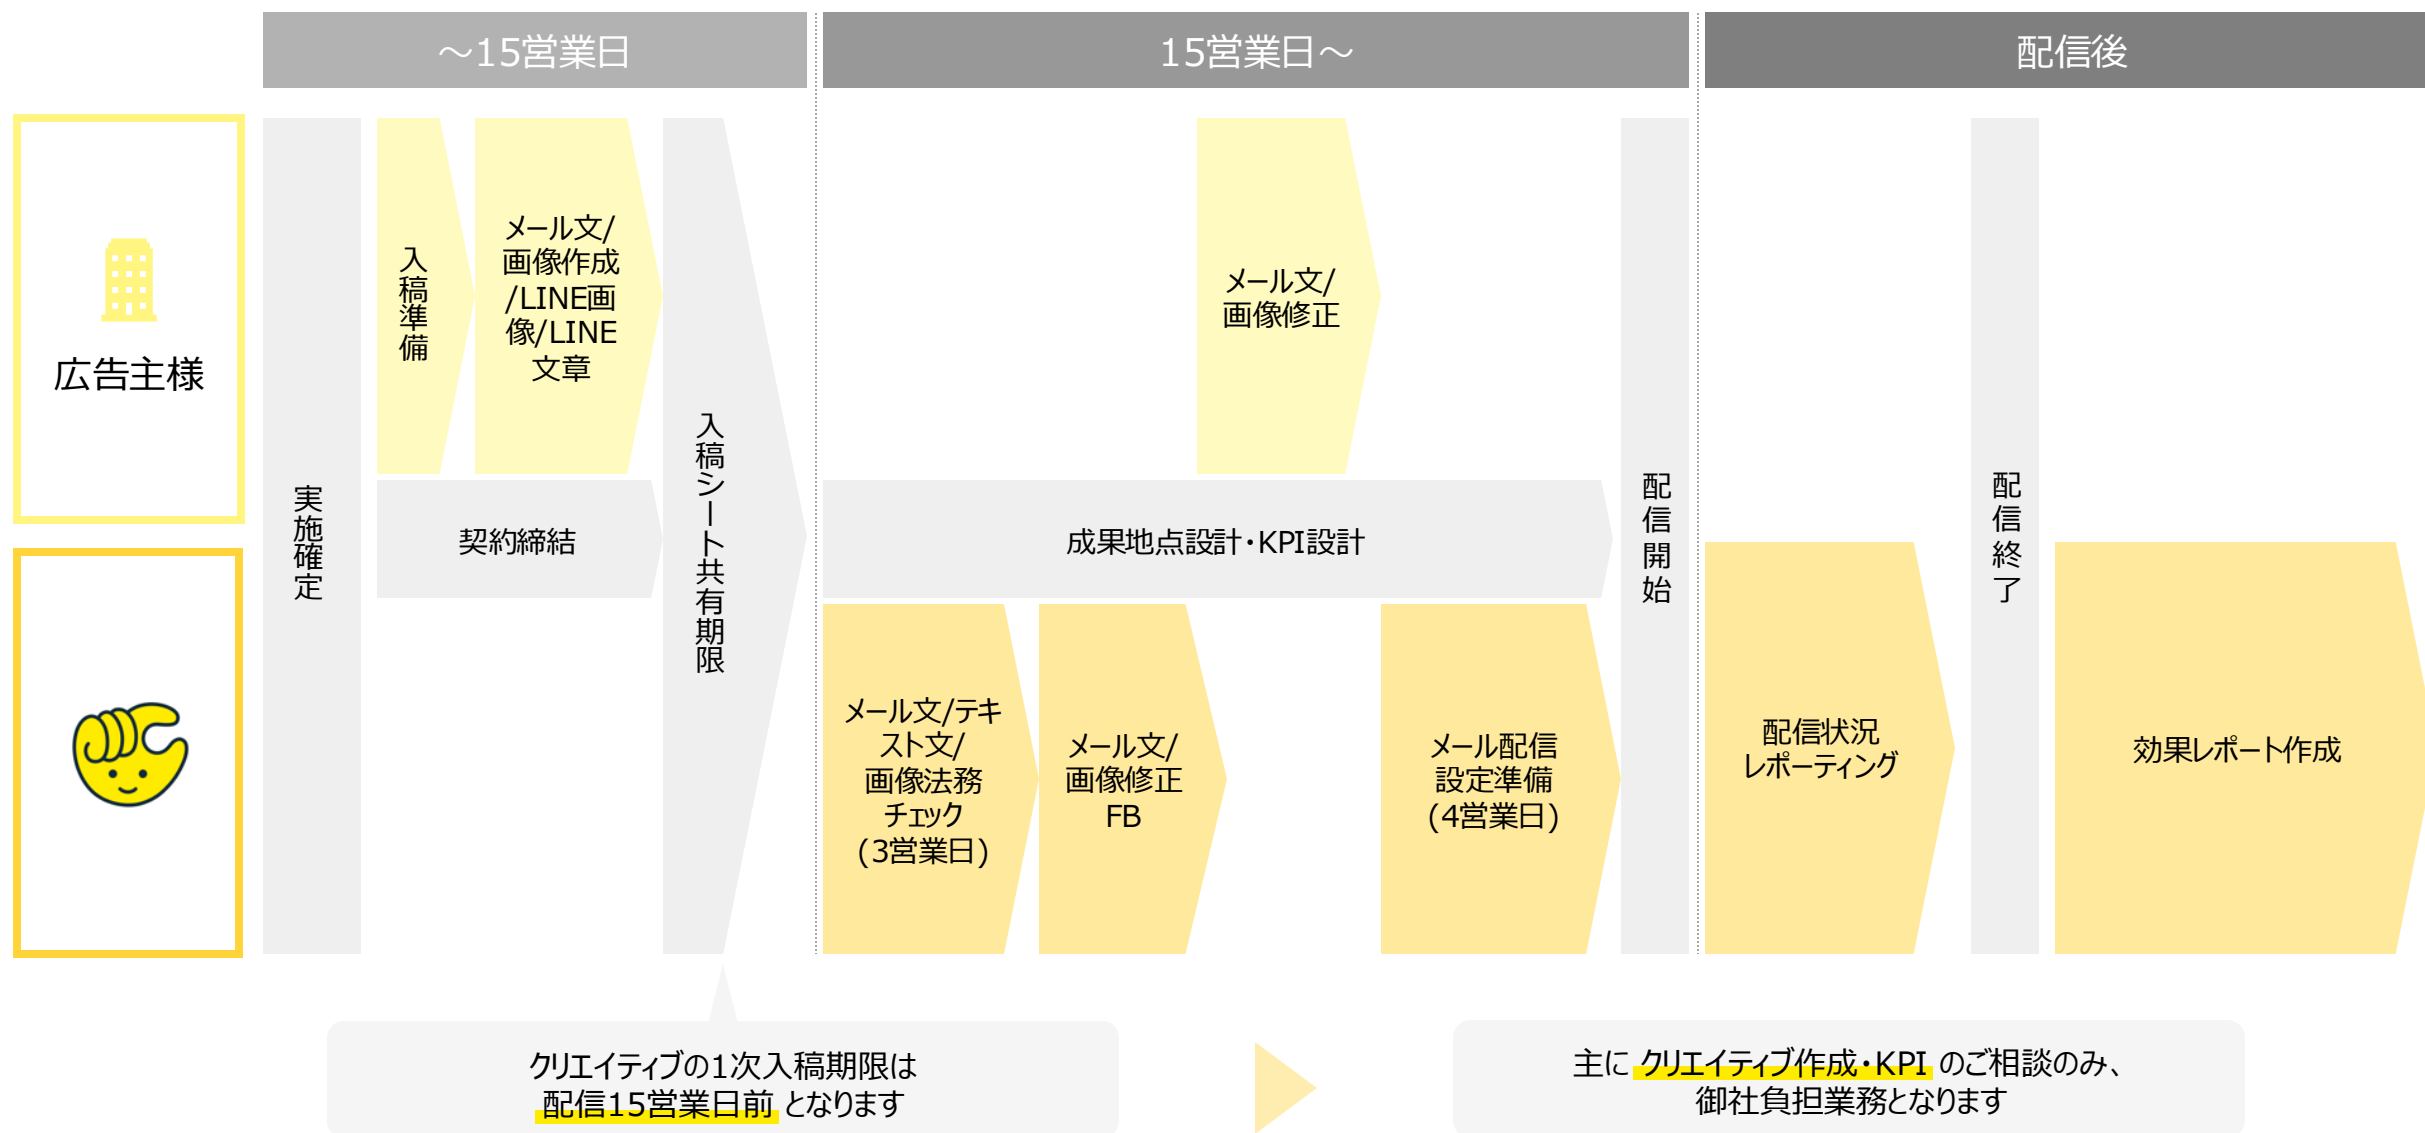 ～15営業日
15営業日～
配信後
広告主様
実施確定
入稿準備
メール文/
画像作成
/LINE画
像/LINE
文章
契約締結
入稿シート共有期限
メール文/
画像修正
成果地点設計・KPI設計
メール文/テキ
スト文/
画像法務
チェック
(3営業日)
メール文/
画像修正
FB
メール配信
設定準備
(4営業日)
配信開始
配信状況
レポーティング
配信終了
効果レポート作成
クリエイティブの1次入稿期限は
配信15営業日前 となります
主に クリエイティブ作成・KPI のご相談のみ、
御社負担業務となります